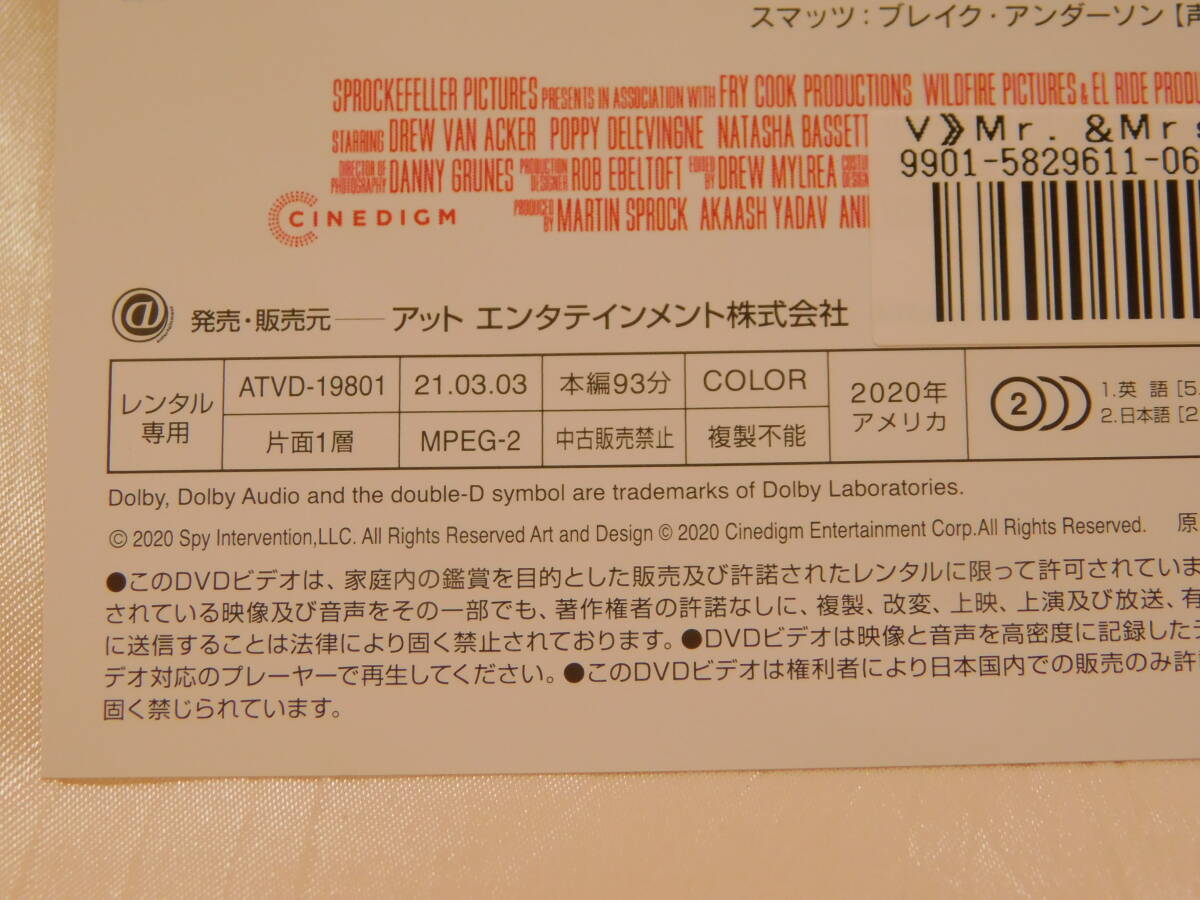 スマッツ：ブレイク・アンダーソン【声
SPROCKEFELLER PICTURES PRESENTS IN ASSOCIATION WITH FRY COOK PRODUCTIONS WILDFIRE PICTURES & EL RIDE PROD
STARRING DREW VAN ACKER POPPY DELEVINGNE NATASHA BASSETT
DIRECTOR OF PHOTOGRAPHY DANNY GRUNES PRODUCTION DESIGNER ROB EBELTOFT EDITED BY DREW MYLREA
PRODUCED BY MARTIN SPROCK AKAASH YADAV
CINEDIGM
V》Mr. &Mrs
9901-5829611-06
@ 発売・販売元── アット エンタテインメント株式会社
レンタル専用
ATVD-19801 21.03.03 本編93分 COLOR
片面1層 MPEG-2 中古販売禁止 複製不能
2020年
アメリカ
2
1.英 語 [5.
2.日本語 [2
Dolby, Dolby Audio and the double-D symbol are trademarks of Dolby Laboratories.
© 2020 Spy Intervention,LLC. All Rights Reserved Art and Design © 2020 Cinedigm Entertainment Corp.All Rights Reserved. 原
●このDVDビデオは、家庭内の鑑賞を目的とした販売及び許諾されたレンタルに限って許可されていま
されている映像及び音声をその一部でも、著作権者の許諾なしに、複製、改変、上映、上演及び放送、有
に送信することは法律により固く禁止されております。●DVDビデオは映像と音声を高密度に記録したデ
デオ対応のプレーヤーで再生してください。●このDVDビデオは権利者により日本国内での販売のみ許
固く禁じられています。